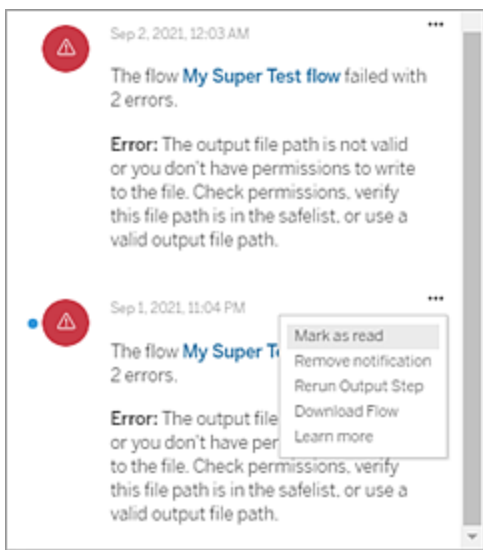 Sep 2, 2021, 12:03 AM
The flow My Super Test flow failed with
2 errors.
Error: The output file path is not valid
or you don't have permissions to write
to the file. Check permissions, verify
this file path is in the safelist, or use a
valid output file path.
Sep 1, 2021, 11:04 PM
The flow My Super
2 errors.
Error: The output file
or you don't have
to the file. Check permissions, verify
this file path is in the safelist, or use a
valid output file path.
Mark as read
Remove notification
Rerun Output Step
Download Flow
Learn more